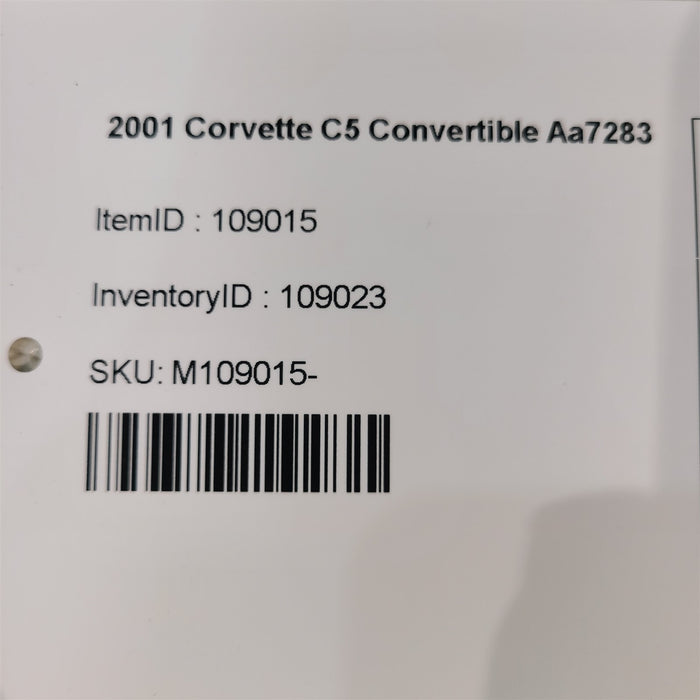 2001 Corvette C5 Convertible Aa7283
ItemID : 109015
InventoryID : 109023
SKU: M109015-